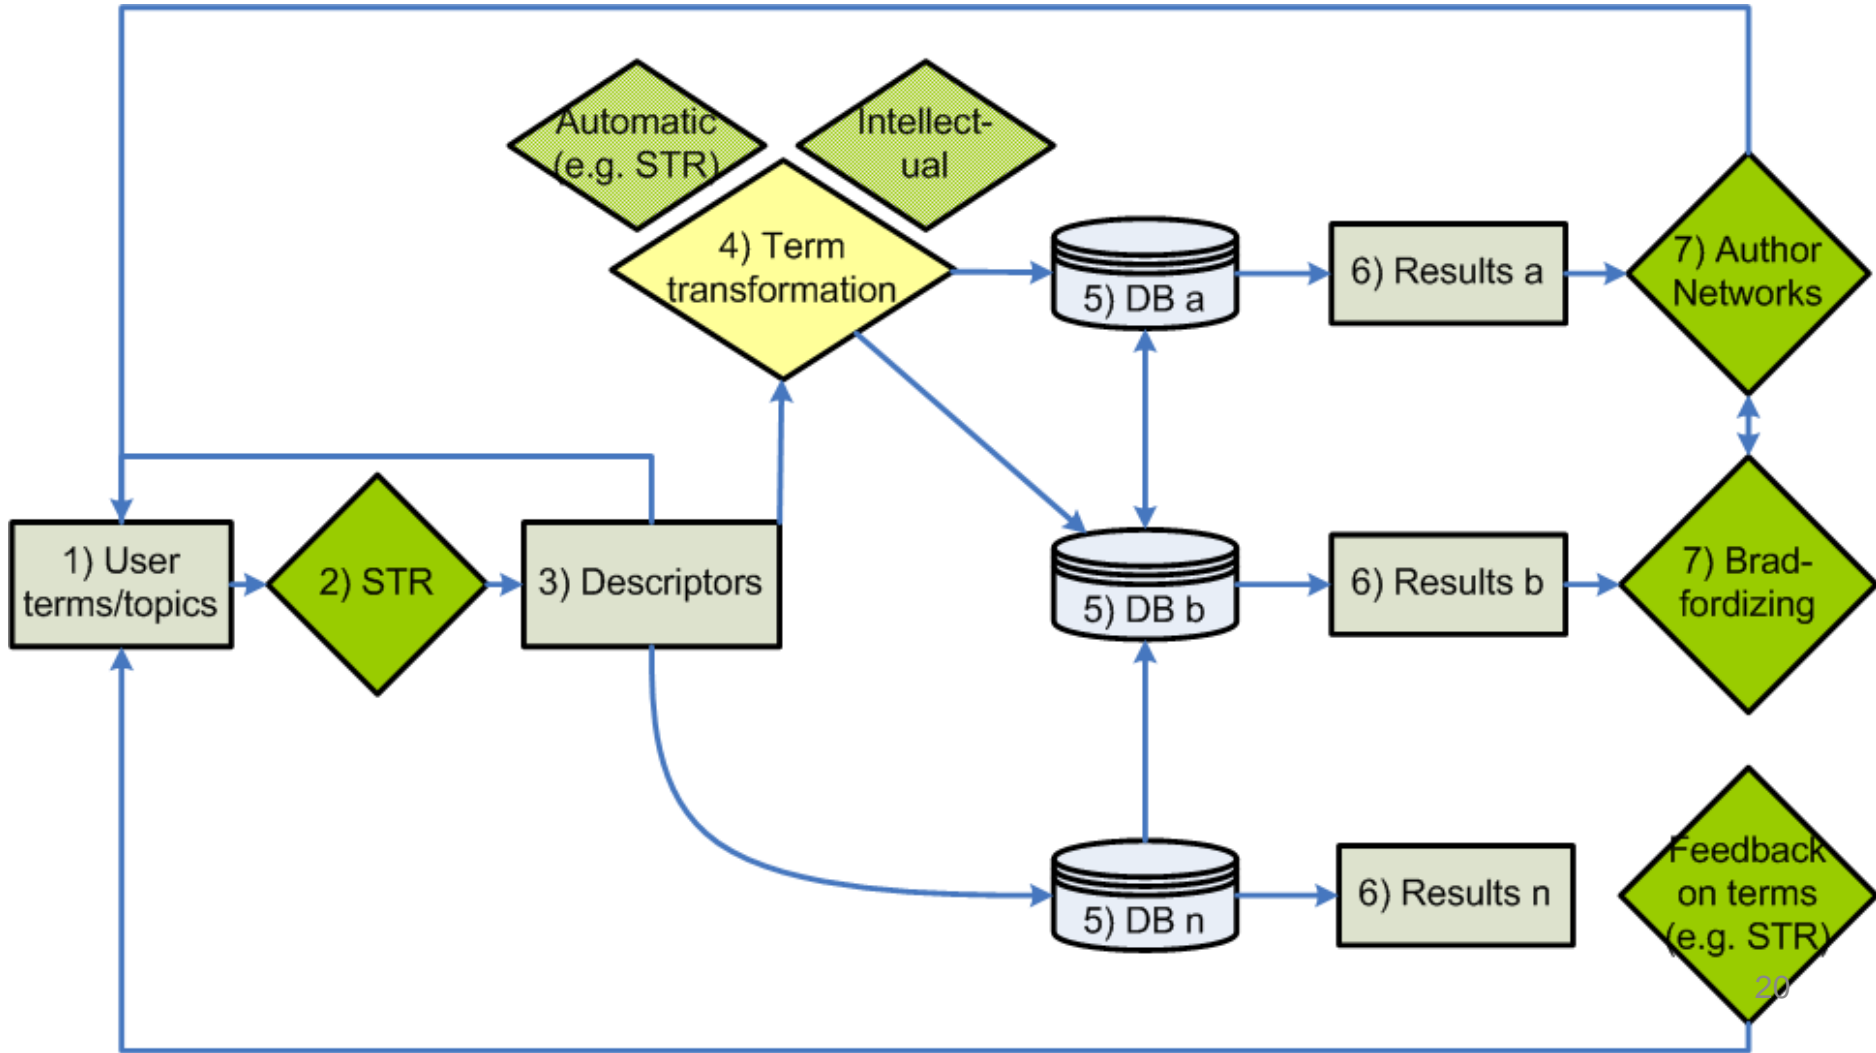 Automatic
(e.g. STR)
Intellect-
ual
4) Term
transformation
5) DB a
6) Results a
7) Author
Networks
1) User
terms/topics
2) STR
3) Descriptors
5) DB b
6) Results b
7) Brad-
fordizing
5) DB n
6) Results n
Feedback
on terms
(e.g. STR)
20